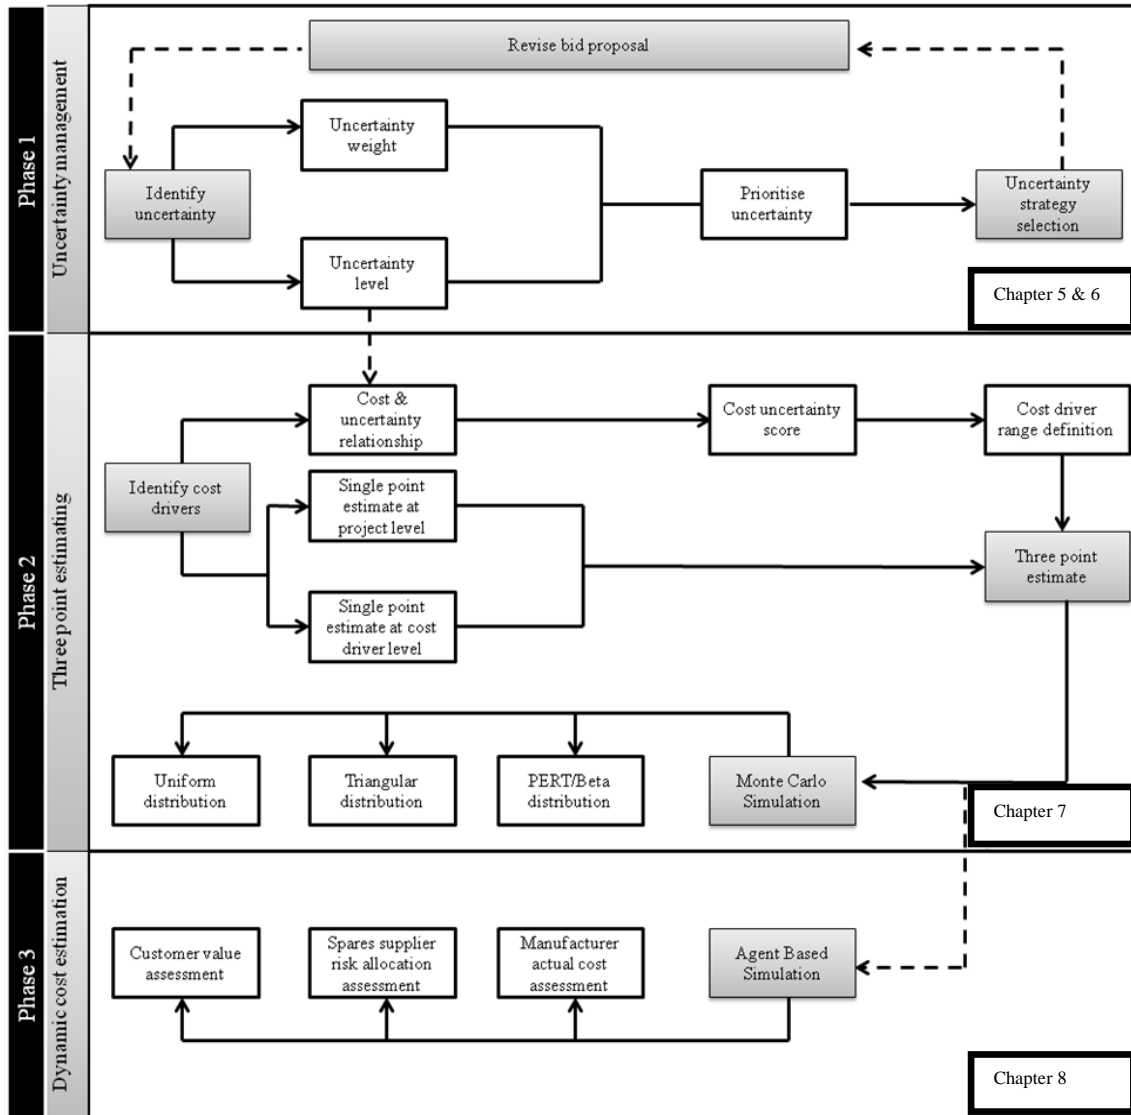 Phase 1
Uncertainty management
Revise bid proposal
Uncertainty
weight
Identify
uncertainty
Prioritise
uncertainty
Uncertainty
strategy
selection
Uncertainty
level
Chapter 5 & 6
Phase 2
Three point estimating
Cost &
uncertainty
relationship
Cost uncertainty
score
Cost driver
range definition
Identify cost
drivers
Single point
estimate at
project level
Three point
estimate
Single point
estimate at cost
driver level
Uniform
distribution
Triangular
distribution
PERT/Beta
distribution
Monte Carlo
Simulation
Chapter 7
Phase 3
Dynamic cost estimation
Customer value
assessment
Spares supplier
risk allocation
assessment
Manufacturer
actual cost
assessment
Agent Based
Simulation
Chapter 8